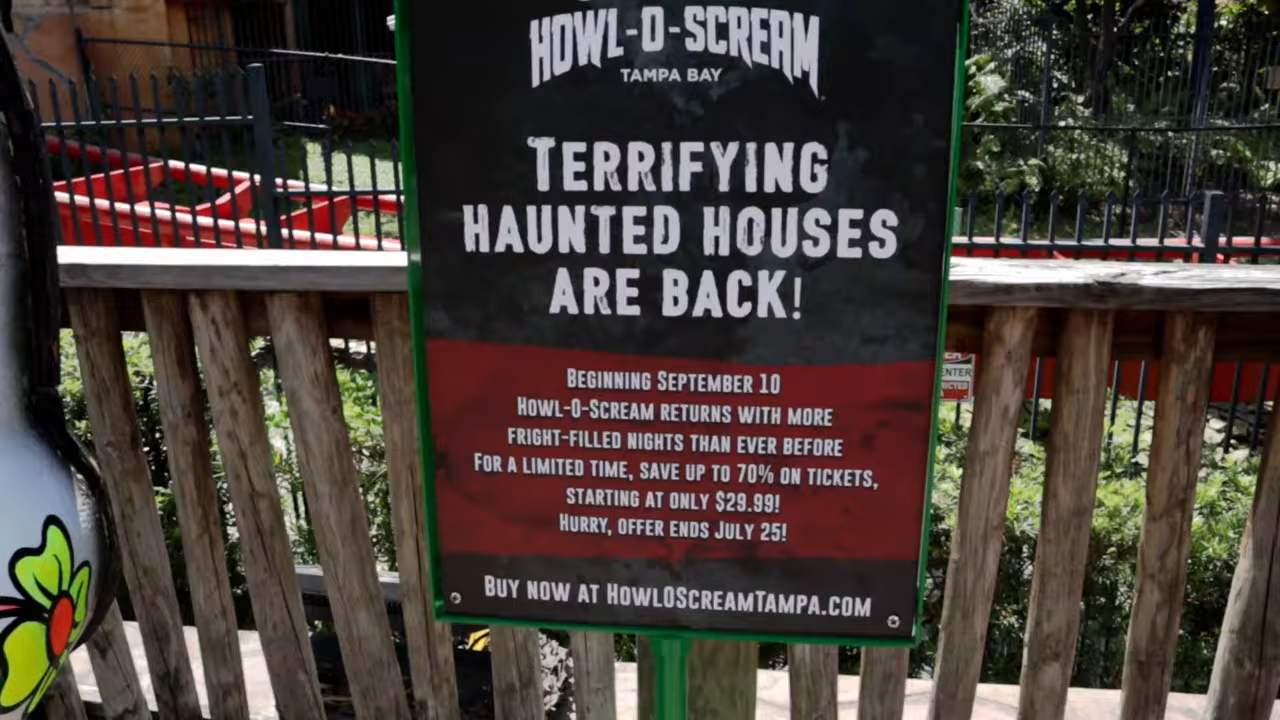 HOWL-O-SCREAM
TAMPA BAY
TERRIFYING
HAUNTED HOUSES
ARE BACK!
BEGINNING SEPTEMBER 10
HOWL-O-SCREAM RETURNS WITH MORE
FRIGHT-FILLED NIGHTS THAN EVER BEFORE
FOR A LIMITED TIME, SAVE UP TO 70% ON TICKETS,
STARTING AT ONLY $29.99!
HURRY, OFFER ENDS JULY 25!
BUY NOW AT HOWLOSCREAMTAMPA.COM